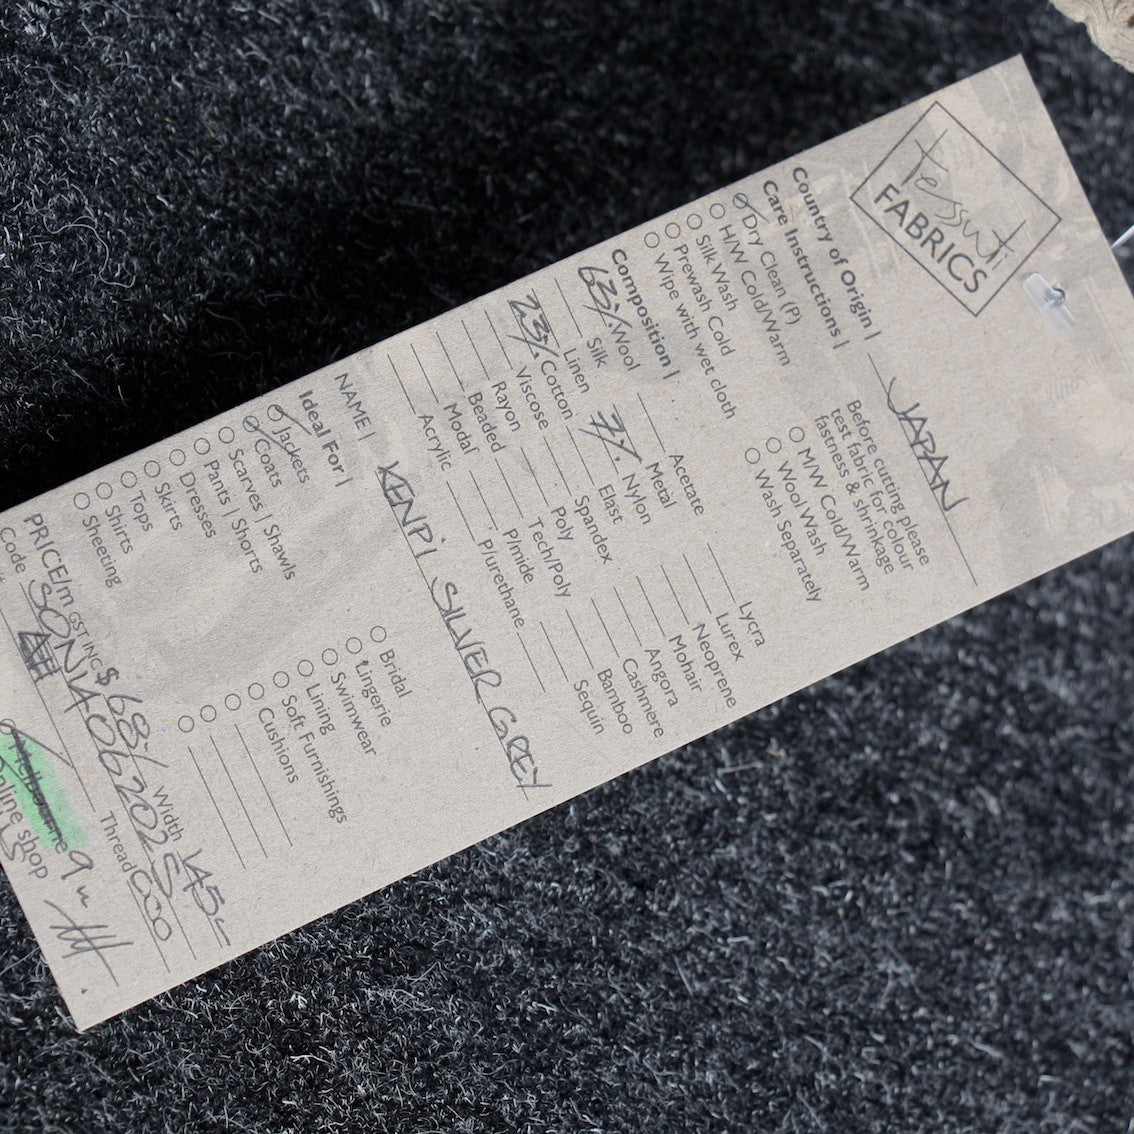 tessuti
FABRICS
Country of Origin | JAPAN
Care Instructions |
Dry Clean (P)
H/W Cold/Warm
Silk Wash
Prewash Cold
Wipe with wet cloth
Before cutting please
test fabric for colour
fastness & shrinkage
M/W Cold/Warm
Wool Wash
Wash Separately
Composition |
63% Wool
Silk
Linen
23% Cotton
Viscose
Rayon
Beaded
Modal
Acrylic
Acetate
Metal
7% Nylon
Elast
Spandex
Poly
Tech/Poly
P/mide
P/urethane
Lycra
Lurex
Neoprene
Mohair
Angora
Cashmere
Bamboo
Sequin
NAME | KENPI SILVER GREY
Ideal For |
Jackets
Coats
Scarves | Shawls
Pants | Shorts
Dresses
Skirts
Tops
Shirts
Sheeting
Bridal
Lingerie
Swimwear
Lining
Soft Furnishings
Cushions
PRICE/m GST INC $68/- Width 145-
Code
Thread
Melbourne
nline shop